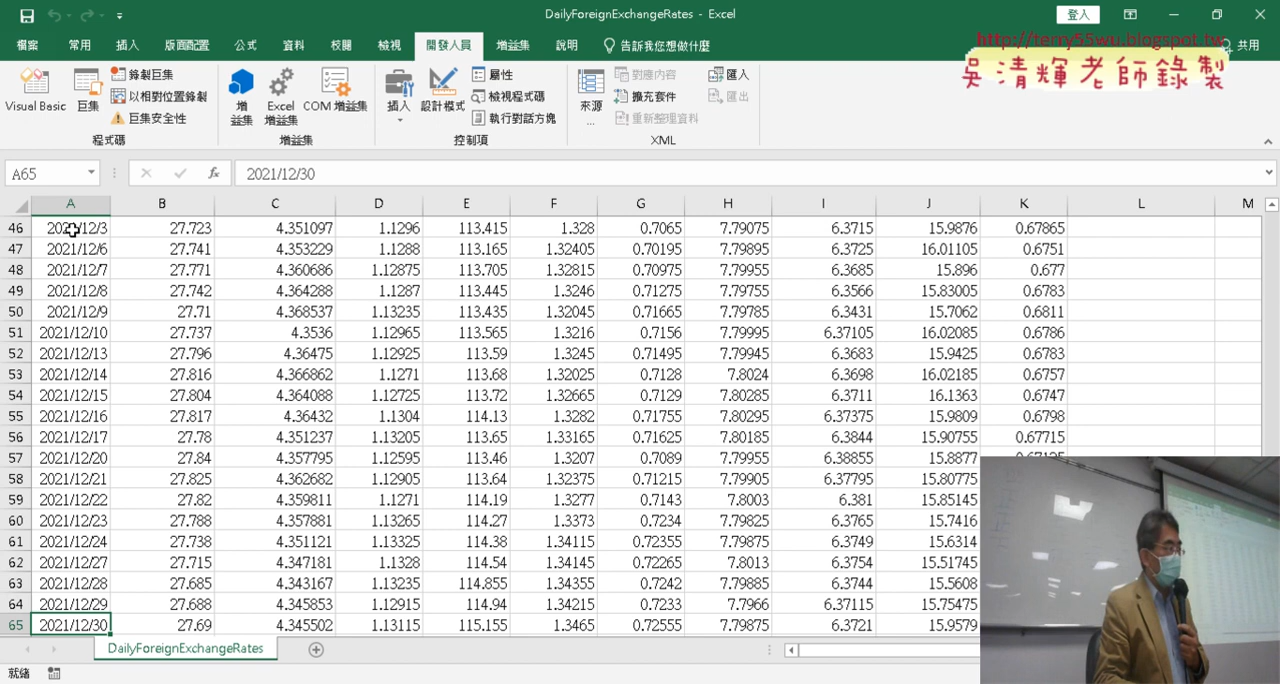 DailyForeignExchangeRates - Excel
登入
檔案 常用 插入 版面配置 公式 資料 校閱 檢視 開發人員 增益集 說明 告訴我您想做什麼 共用
http://terry55wu.blogspot.tw
吳清輝老師錄製
Visual Basic 巨集 錄製巨集 以相對位置錄製 巨集安全性 程式碼
增益集 Excel 增益集 COM 增益集 增益集
插入 設計模式 屬性 檢視程式碼 執行對話方塊 控制項
來源... 對應內容 擴充套件 重新整理資料 匯入 匯出 XML
A65 fx 2021/12/30
A B C D E F G H I J K L M
46 2021/12/3 27.723 4.351097 1.1296 113.415 1.328 0.7065 7.79075 6.3715 15.9876 0.67865
47 2021/12/6 27.741 4.353229 1.1288 113.165 1.32405 0.70195 7.79895 6.3725 16.01105 0.6751
48 2021/12/7 27.771 4.360686 1.12875 113.705 1.32815 0.70975 7.79955 6.3685 15.896 0.677
49 2021/12/8 27.742 4.364288 1.1287 113.445 1.3246 0.71275 7.79755 6.3566 15.83005 0.6783
50 2021/12/9 27.71 4.368537 1.13235 113.435 1.32045 0.71665 7.79785 6.3431 15.7062 0.6811
51 2021/12/10 27.737 4.3536 1.12965 113.565 1.3216 0.7156 7.79995 6.37105 16.02085 0.6786
52 2021/12/13 27.796 4.36475 1.12925 113.59 1.3245 0.71495 7.79945 6.3683 15.9425 0.6783
53 2021/12/14 27.816 4.366862 1.1271 113.68 1.32025 0.7128 7.8024 6.3698 16.02185 0.6757
54 2021/12/15 27.804 4.364088 1.12725 113.72 1.32665 0.7129 7.80285 6.3711 16.1363 0.6747
55 2021/12/16 27.817 4.36432 1.1304 114.13 1.3282 0.71755 7.80295 6.37375 15.9809 0.6798
56 2021/12/17 27.78 4.351237 1.13205 113.65 1.33165 0.71625 7.80185 6.3844 15.90755 0.67715
57 2021/12/20 27.84 4.357795 1.12595 113.46 1.3207 0.7089 7.79955 6.38855 15.8877
58 2021/12/21 27.825 4.362682 1.12905 113.64 1.32375 0.71215 7.79905 6.37795 15.80775
59 2021/12/22 27.82 4.359811 1.1271 114.19 1.3277 0.7143 7.8003 6.381 15.85145
60 2021/12/23 27.788 4.357881 1.13265 114.27 1.3373 0.7234 7.79825 6.3765 15.7416
61 2021/12/24 27.738 4.351121 1.13325 114.38 1.34115 0.72355 7.79875 6.3749 15.6314
62 2021/12/27 27.715 4.347181 1.1328 114.54 1.34145 0.72265 7.8013 6.3754 15.51745
63 2021/12/28 27.685 4.343167 1.13235 114.855 1.34355 0.7242 7.79885 6.3744 15.5608
64 2021/12/29 27.688 4.345853 1.12915 114.94 1.34215 0.7233 7.7966 6.37115 15.75475
65 2021/12/30 27.69 4.345502 1.13115 115.155 1.3465 0.72555 7.79875 6.3721 15.9579
DailyForeignExchangeRates
就緒